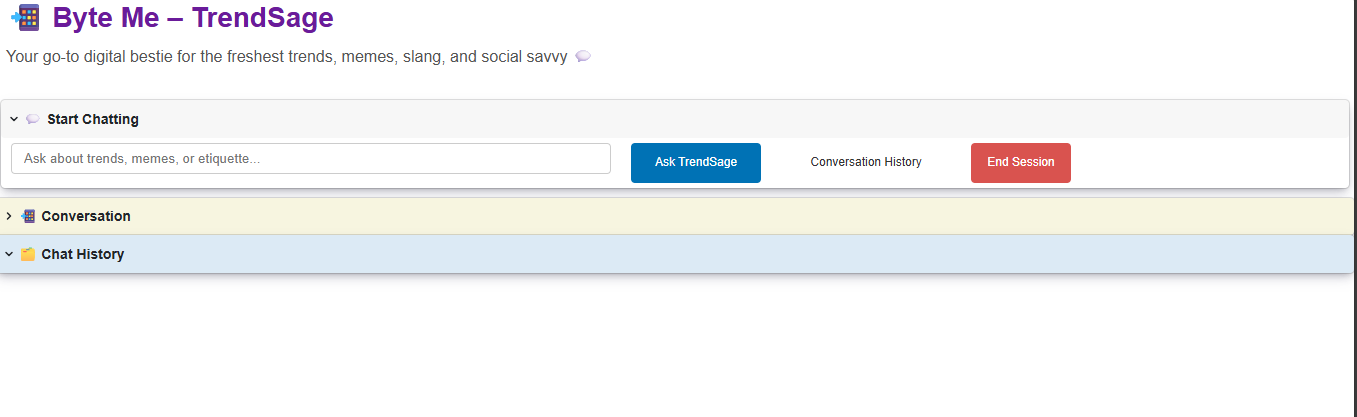 Byte Me – TrendSage
Your go-to digital bestie for the freshest trends, memes, slang, and social savvy
Start Chatting
Ask about trends, memes, or etiquette...
Ask TrendSage
Conversation History
End Session
Conversation
Chat History